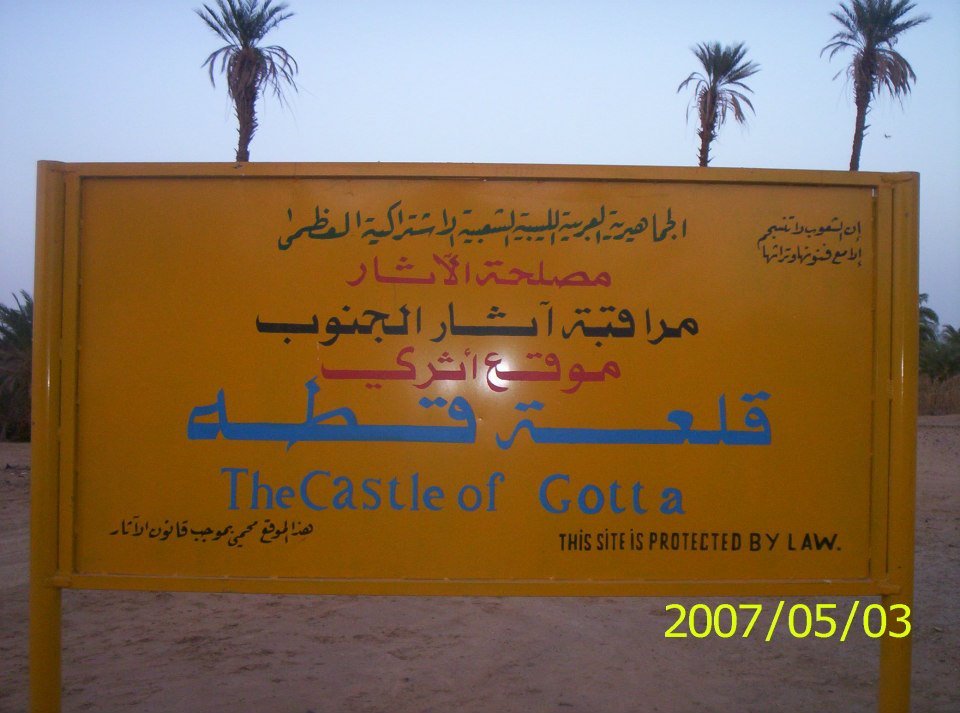 الجماهيرية العربية الليبية الشعبية الاشتراكية العظمى
إن الشعوب لا تنسجم
إلا مع فنونها وتراثها
مصلحة الآثار
مراقبة آثار الجنوب
موقع أثري
قلعة قطه
The Castle of Gotta
هذا الموقع محمي بموجب قانون الآثار
THIS SITE IS PROTECTED BY LAW.
2007/05/03